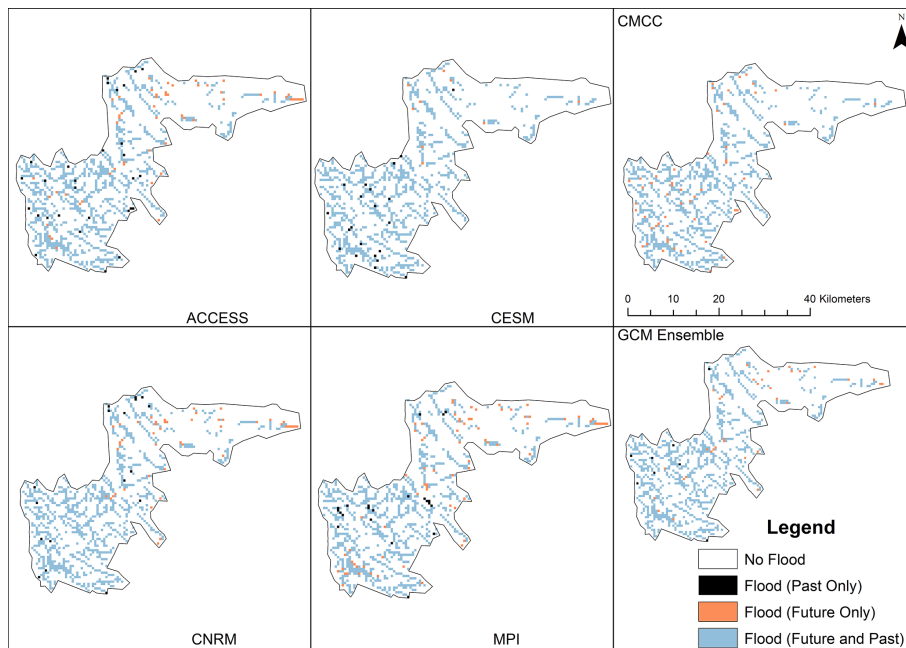 CMCC
N
ACCESS
CESM
0 10 20 40 Kilometers
GCM Ensemble
CNRM
MPI
Legend
No Flood
Flood (Past Only)
Flood (Future Only)
Flood (Future and Past)